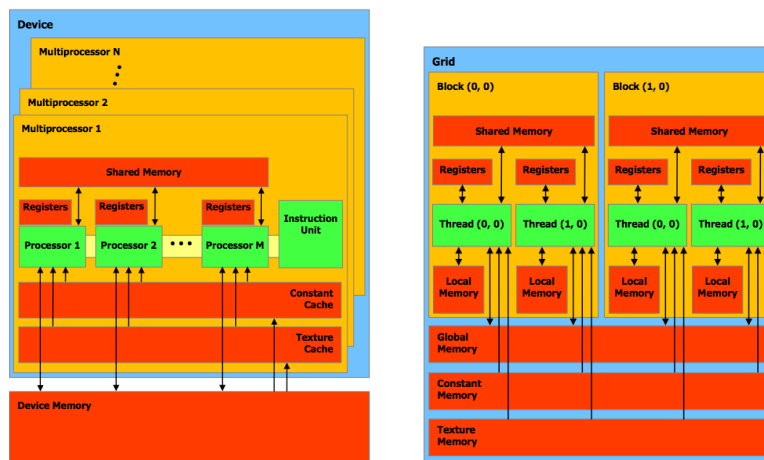 Device
Multiprocessor N
Multiprocessor 2
Multiprocessor 1
Shared Memory
Registers
Registers
Registers
Processor 1
Processor 2
Processor M
Instruction
Unit
Constant
Cache
Texture
Cache
Device Memory
Grid
Block (0, 0)
Block (1, 0)
Shared Memory
Shared Memory
Registers
Registers
Registers
Registers
Thread (0, 0)
Thread (1, 0)
Thread (0, 0)
Thread (1, 0)
Local
Memory
Local
Memory
Local
Memory
Local
Memory
Global
Memory
Constant
Memory
Texture
Memory